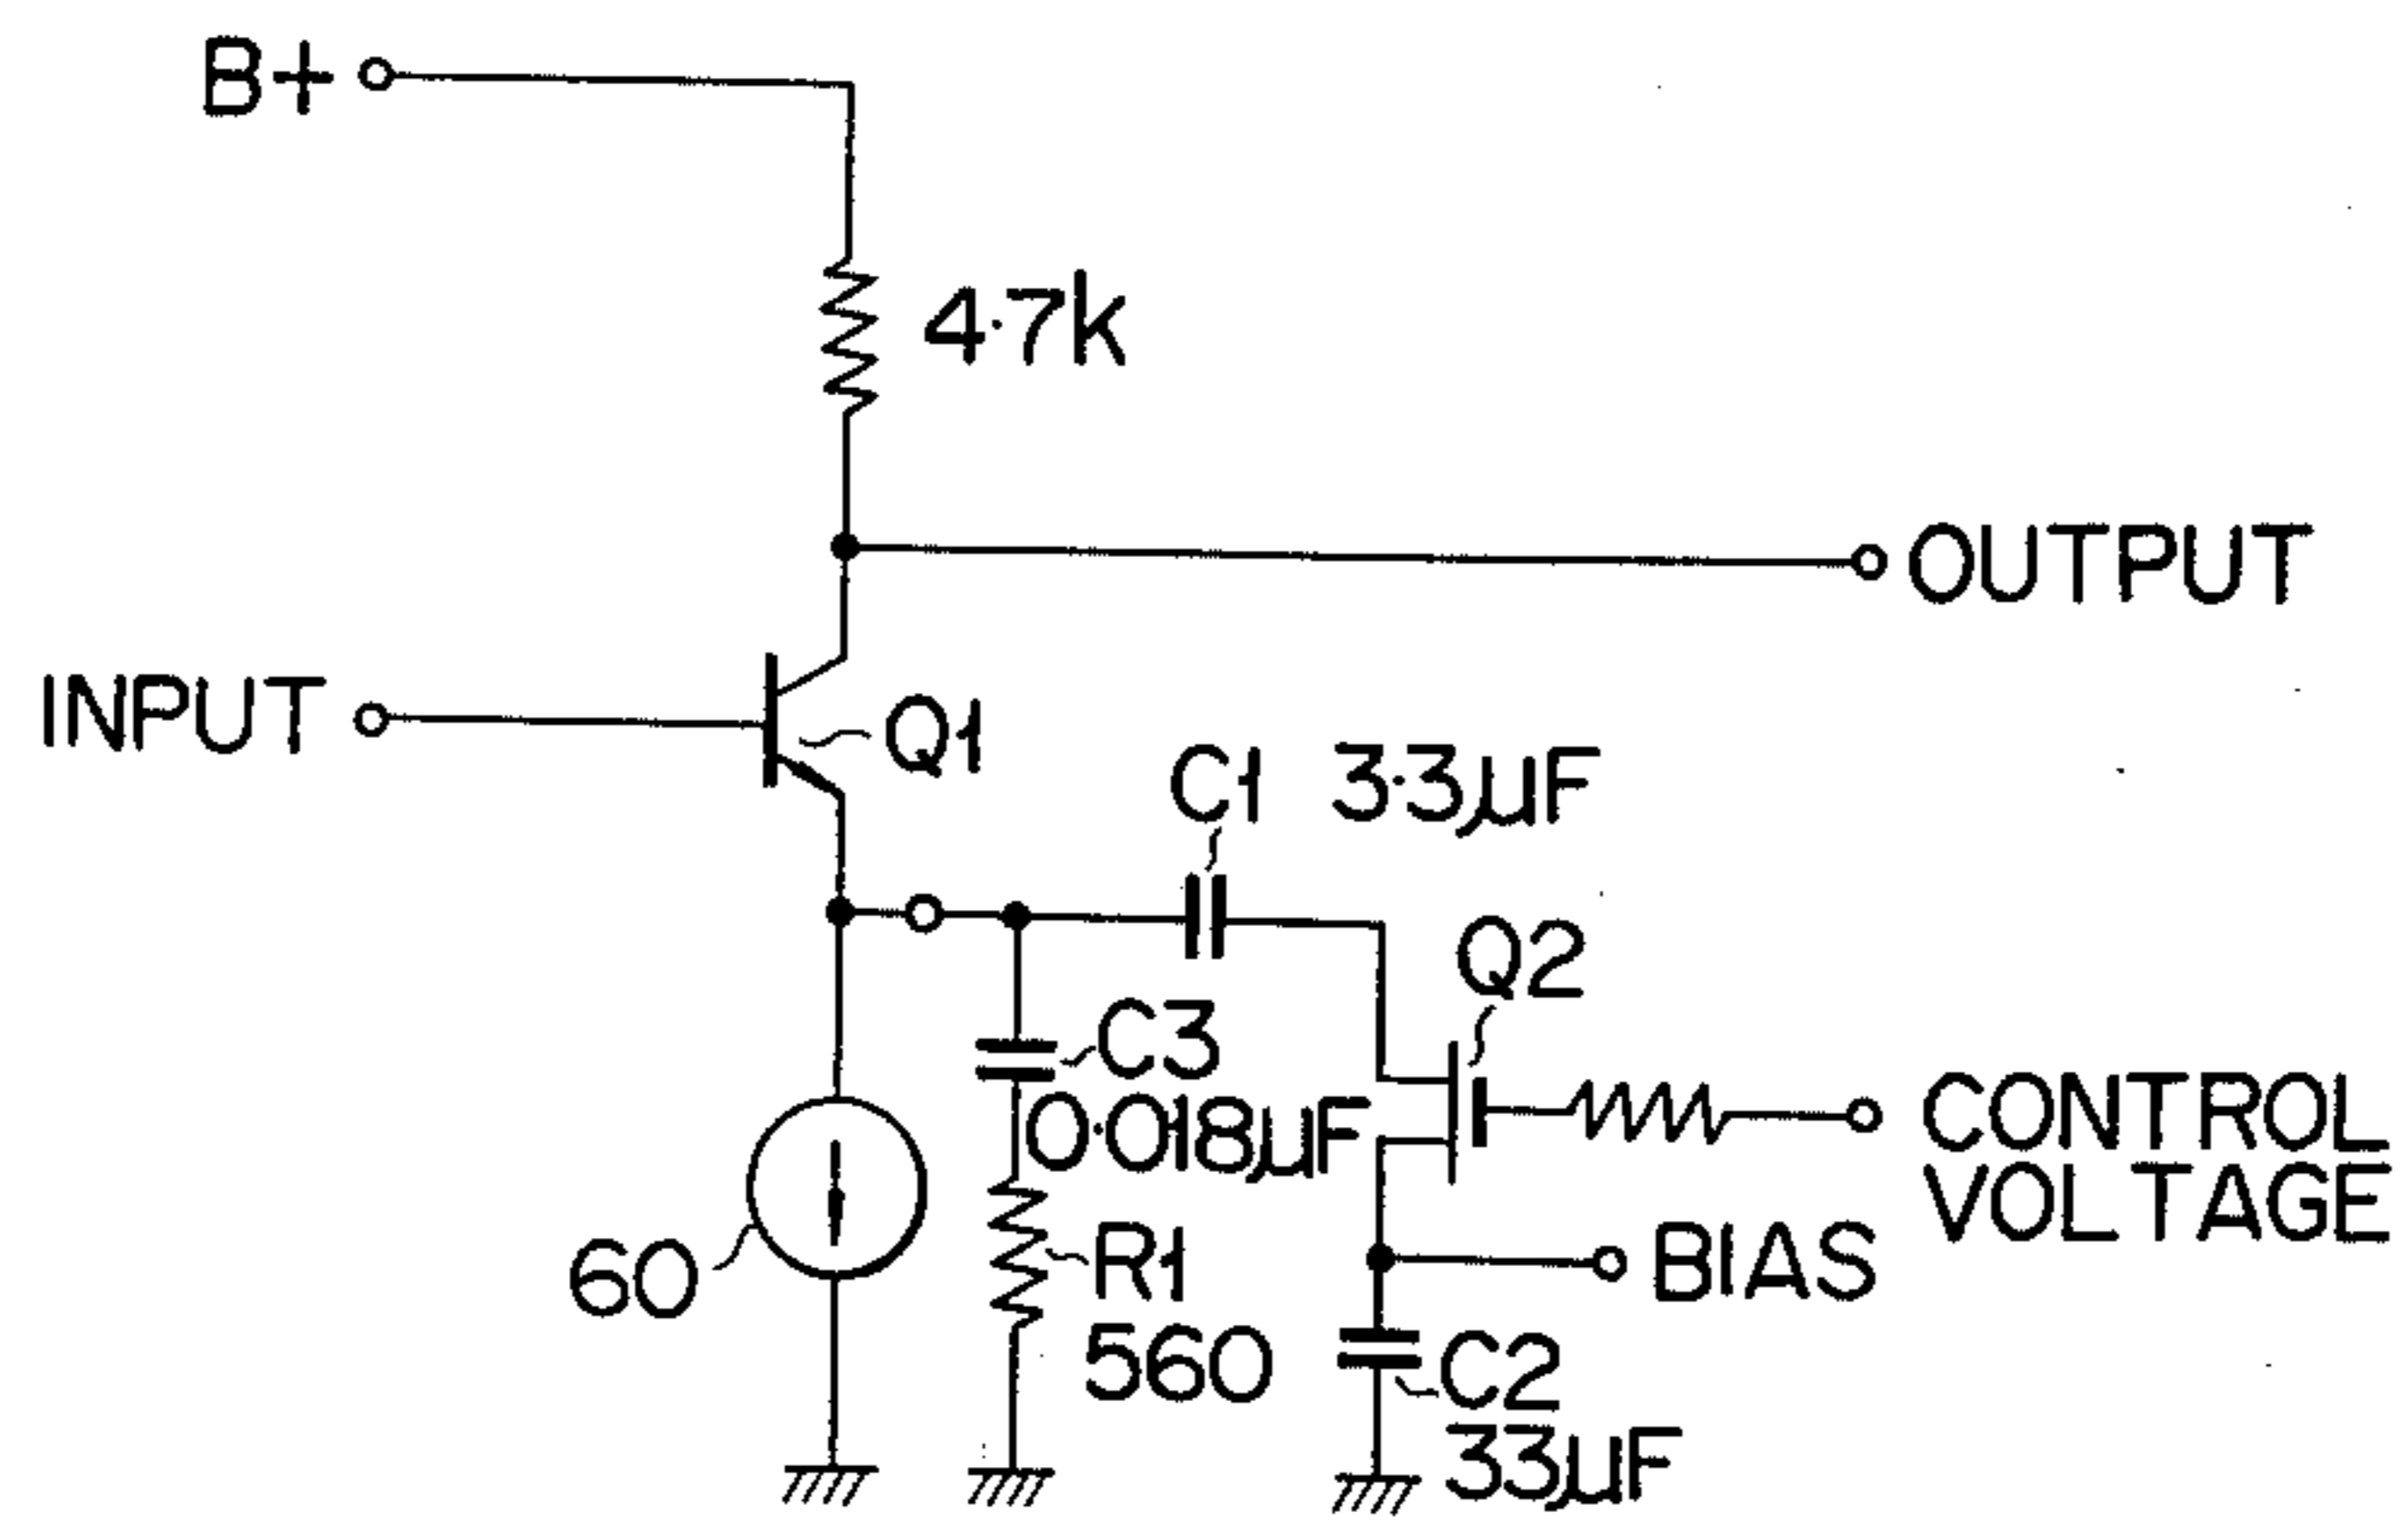 B+
4.7k
OUTPUT
INPUT
Q1
C1 3.3μF
Q2
C3
0.018μF
CONTROL
VOLTAGE
60
R1
560
BIAS
C2
33μF